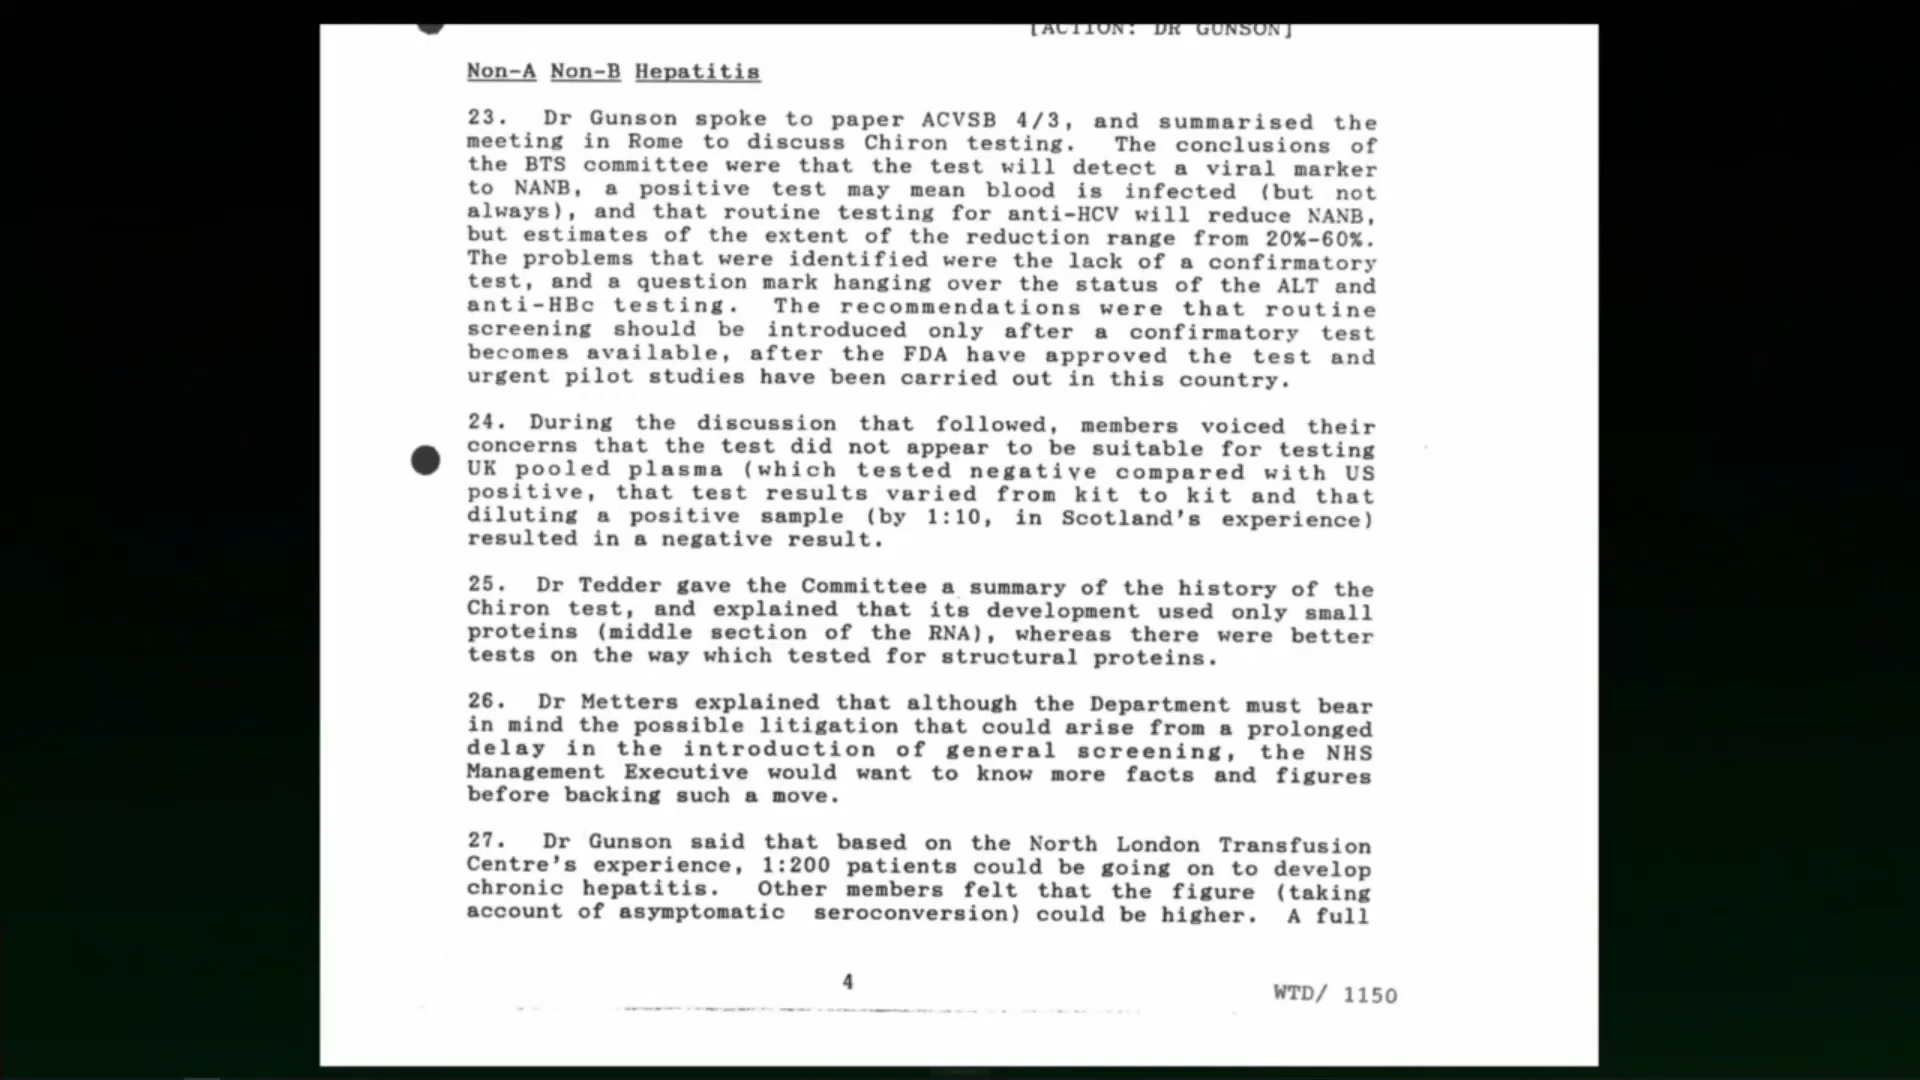 [ACTION: DR GUNSON]
Non-A Non-B Hepatitis
23. Dr Gunson spoke to paper ACVSB 4/3, and summarised the
meeting in Rome to discuss Chiron testing. The conclusions of
the BTS committee were that the test will detect a viral marker
to NANB, a positive test may mean blood is infected (but not
always), and that routine testing for anti-HCV will reduce NANB,
but estimates of the extent of the reduction range from 20%-60%.
The problems that were identified were the lack of a confirmatory
test, and a question mark hanging over the status of the ALT and
anti-HBc testing. The recommendations were that routine
screening should be introduced only after a confirmatory test
becomes available, after the FDA have approved the test and
urgent pilot studies have been carried out in this country.
24. During the discussion that followed, members voiced their
concerns that the test did not appear to be suitable for testing
UK pooled plasma (which tested negative compared with US
positive, that test results varied from kit to kit and that
diluting a positive sample (by 1:10, in Scotland's experience)
resulted in a negative result.
25. Dr Tedder gave the Committee a summary of the history of the
Chiron test, and explained that its development used only small
proteins (middle section of the RNA), whereas there were better
tests on the way which tested for structural proteins.
26. Dr Metters explained that although the Department must bear
in mind the possible litigation that could arise from a prolonged
delay in the introduction of general screening, the NHS
Management Executive would want to know more facts and figures
before backing such a move.
27. Dr Gunson said that based on the North London Transfusion
Centre's experience, 1:200 patients could be going on to develop
chronic hepatitis. Other members felt that the figure (taking
account of asymptomatic seroconversion) could be higher. A full
4
WTD/ 1150